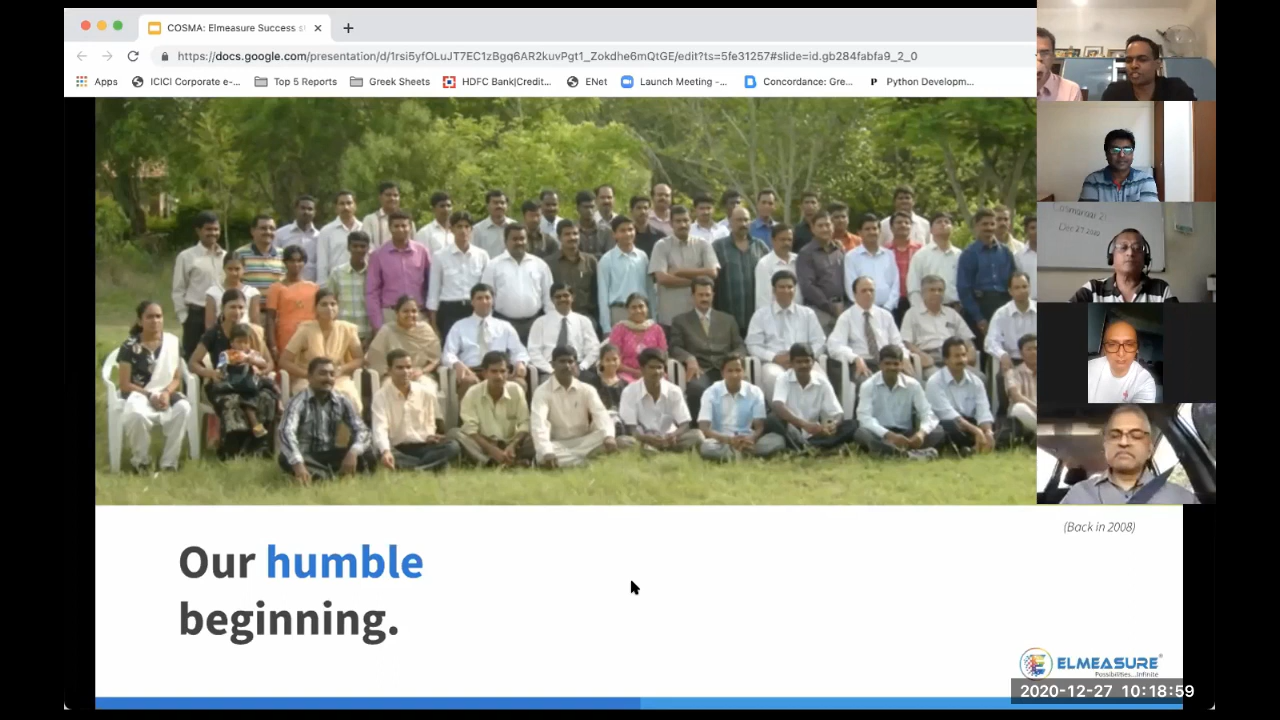 COSMA: Elmeasure Success s
https://docs.google.com/presentation/d/1rsi5yfOLuJT7EC1zBgq6AR2kuvPgt1_Zokdhe6mQtGE/edit?ts=5fe31257#slide=id.gb284fabfa9_2_0
Apps ICICI Corporate e-... Top 5 Reports Greek Sheets HDFC Bank|Credit... ENet Launch Meeting -... Concordance: Gre... Python Developm...
(Back in 2008)
Our humble
beginning.
ELMEASURE
Possibilities...Infinite
2020-12-27 10:18:59